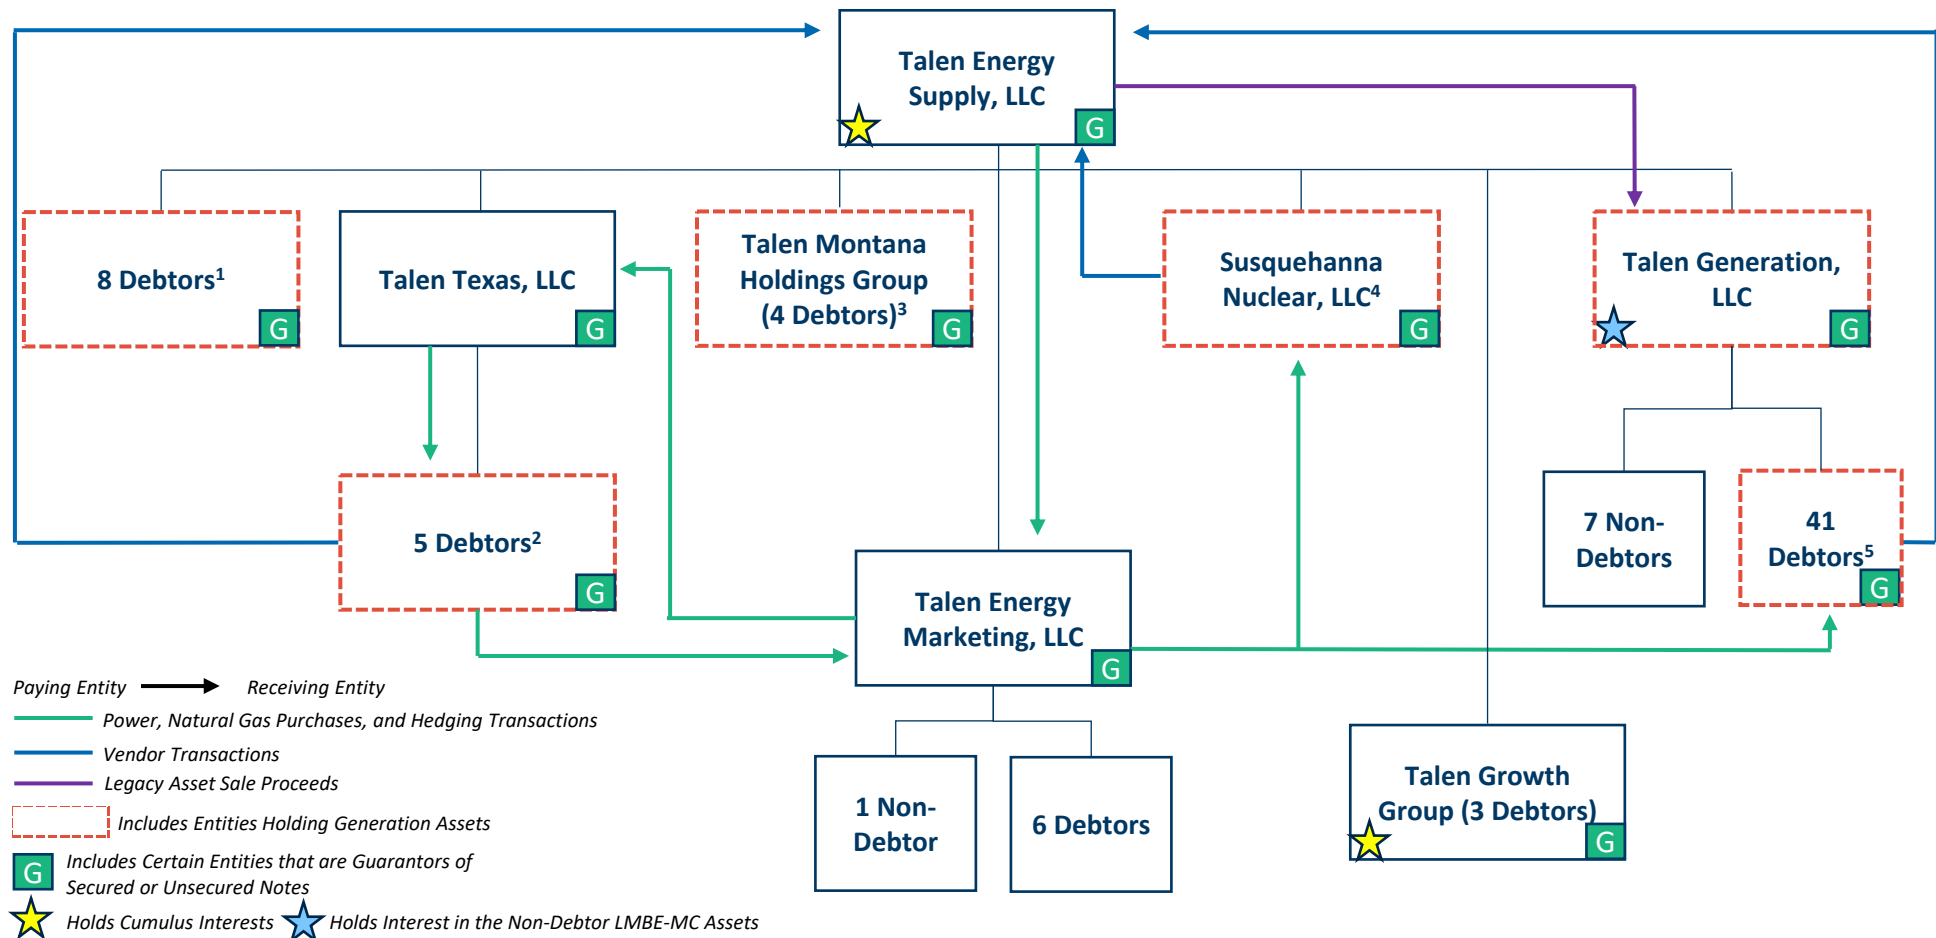 Talen Energy
Supply, LLC
G
8 Debtors¹
G
Talen Texas, LLC
G
Talen Montana
Holdings Group
(4 Debtors)³
G
Susquehanna
Nuclear, LLC⁴
G
Talen Generation,
LLC
G
5 Debtors²
G
7 Non-
Debtors
41
Debtors⁵
G
Talen Energy
Marketing, LLC
G
1 Non-
Debtor
6 Debtors
Talen Growth
Group (3 Debtors)
G
Paying Entity Receiving Entity
Power, Natural Gas Purchases, and Hedging Transactions
Vendor Transactions
Legacy Asset Sale Proceeds
Includes Entities Holding Generation Assets
G
Includes Certain Entities that are Guarantors of
Secured or Unsecured Notes
Holds Cumulus Interests
Holds Interest in the Non-Debtor LMBE-MC Assets